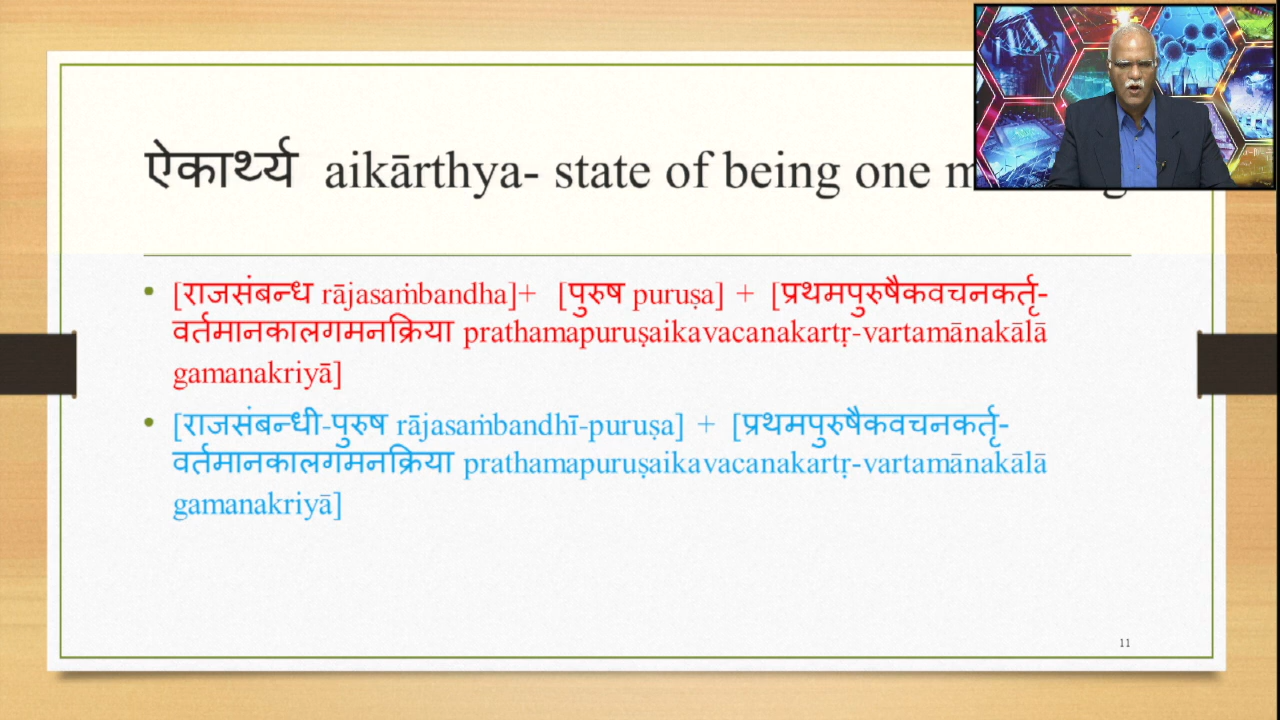 ऐकार्थ्य aikārthya- state of being one
• [राजसंबन्ध rājasaṁbandha]+ [पुरुष puruṣa] + [प्रथमपुरुषैकवचनकर्तृ-
वर्तमानकालगमनक्रिया prathamapuruṣaikavacanakartṛ-vartamānakālā
gamanakriyā]
• [राजसंबन्धी-पुरुष rājasaṁbandhī-puruṣa] + [प्रथमपुरुषैकवचनकर्तृ-
वर्तमानकालगमनक्रिया prathamapuruṣaikavacanakartṛ-vartamānakālā
gamanakriyā]
11